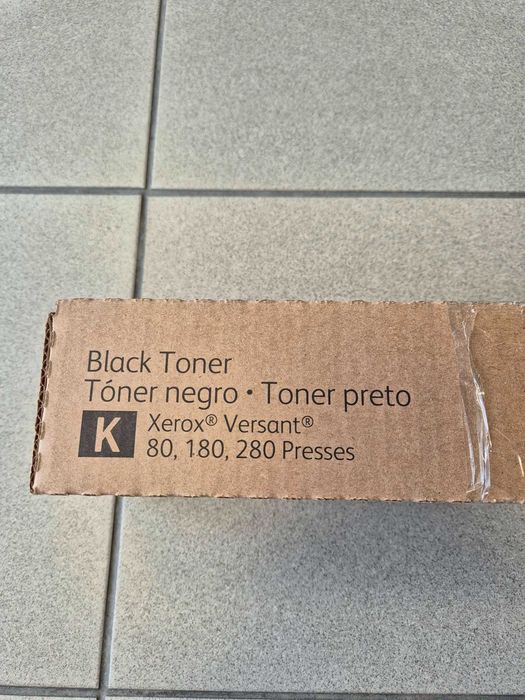 Black Toner
Tóner negro • Toner preto
K Xerox® Versant®
80, 180, 280 Presses